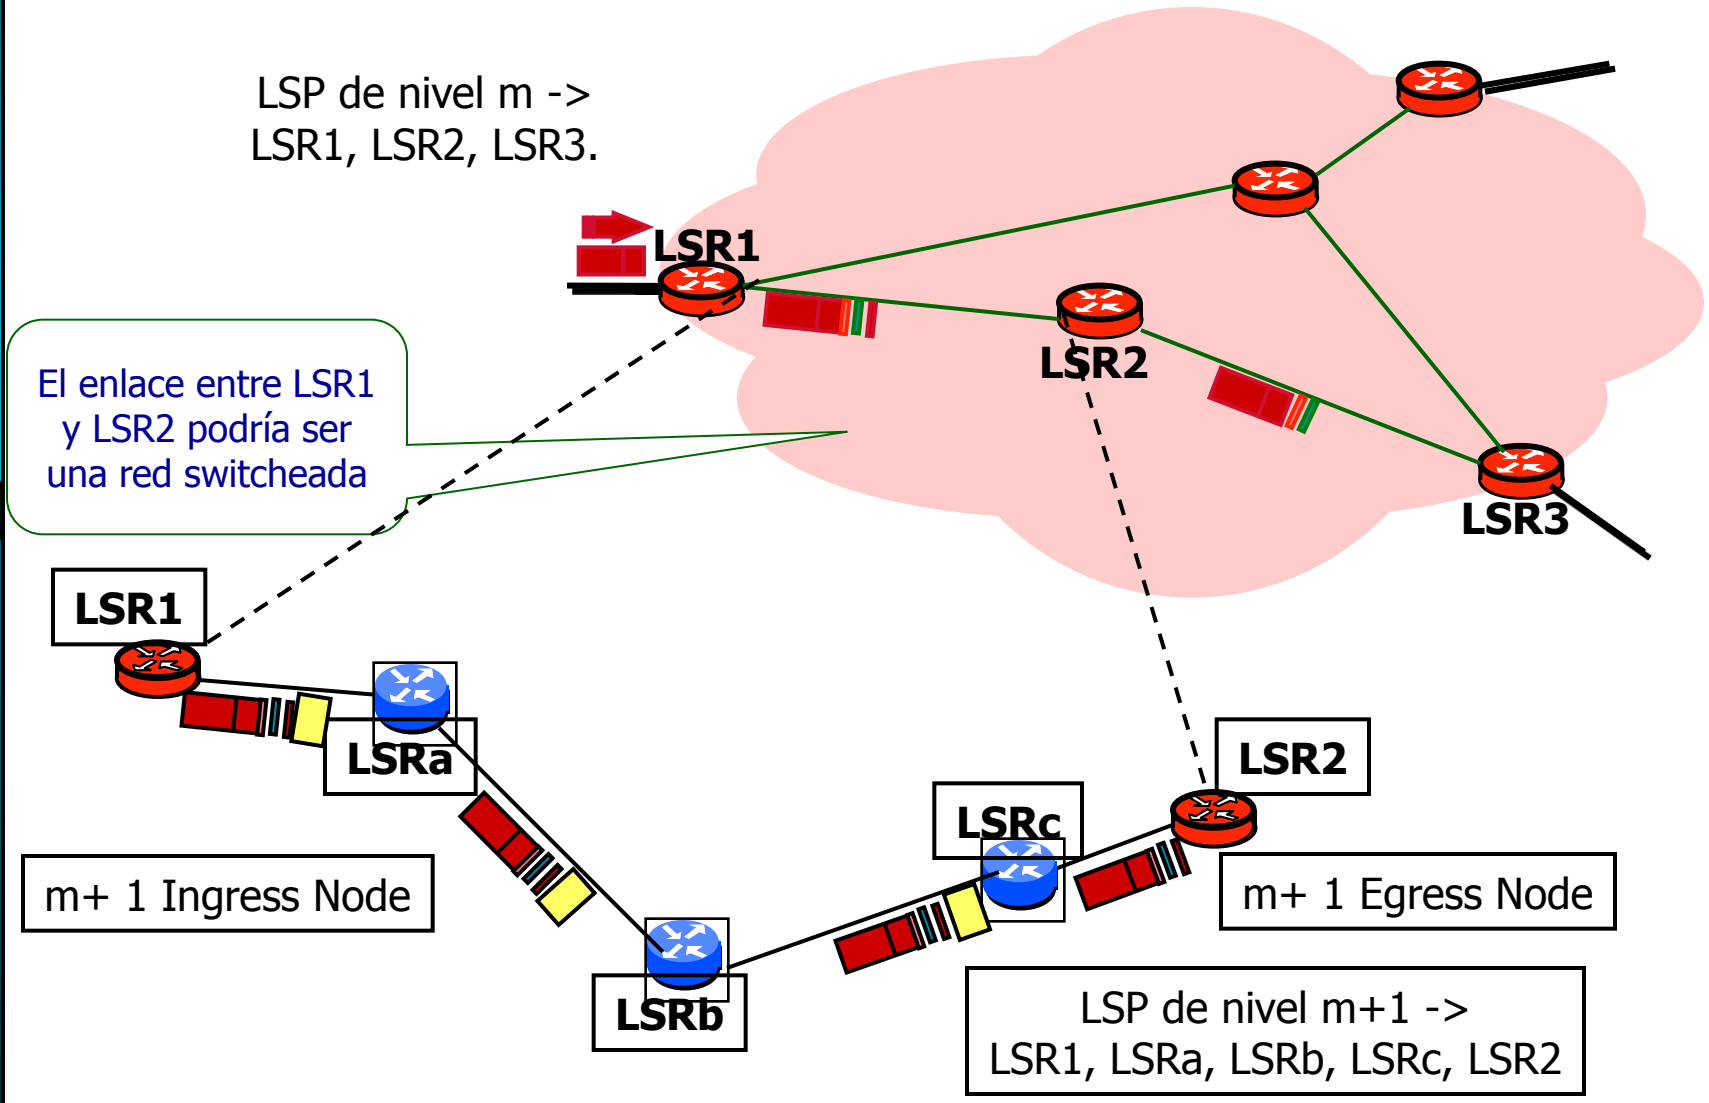 LSP de nivel m ->
LSR1, LSR2, LSR3.
LSR1
LSR2
LSR3
El enlace entre LSR1
y LSR2 podría ser
una red switcheada
LSR1
LSRa
LSRb
LSRc
LSR2
m+ 1 Ingress Node
m+ 1 Egress Node
LSP de nivel m+1 ->
LSR1, LSRa, LSRb, LSRc, LSR2